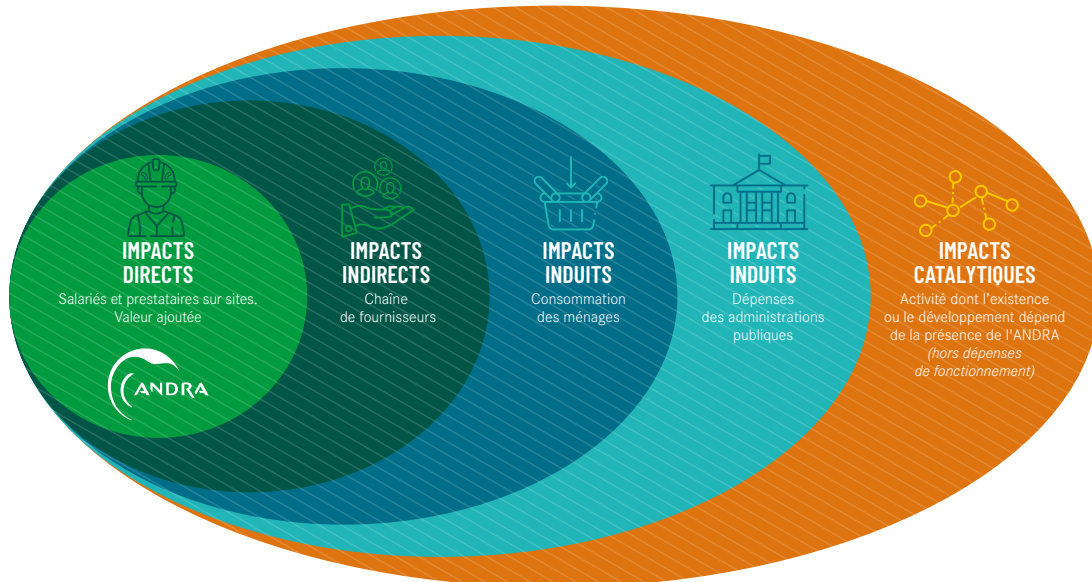 IMPACTS
DIRECTS
Salariés et prestataires sur sites.
Valeur ajoutée
ANDRA
IMPACTS
INDIRECTS
Chaîne
de fournisseurs
IMPACTS
INDUITS
Consommation
des ménages
IMPACTS
INDUITS
Dépenses
des administrations
publiques
IMPACTS
CATALYTIQUES
Activité dont l'existence
ou le développement dépend
de la présence de l'ANDRA
(hors dépenses
de fonctionnement)